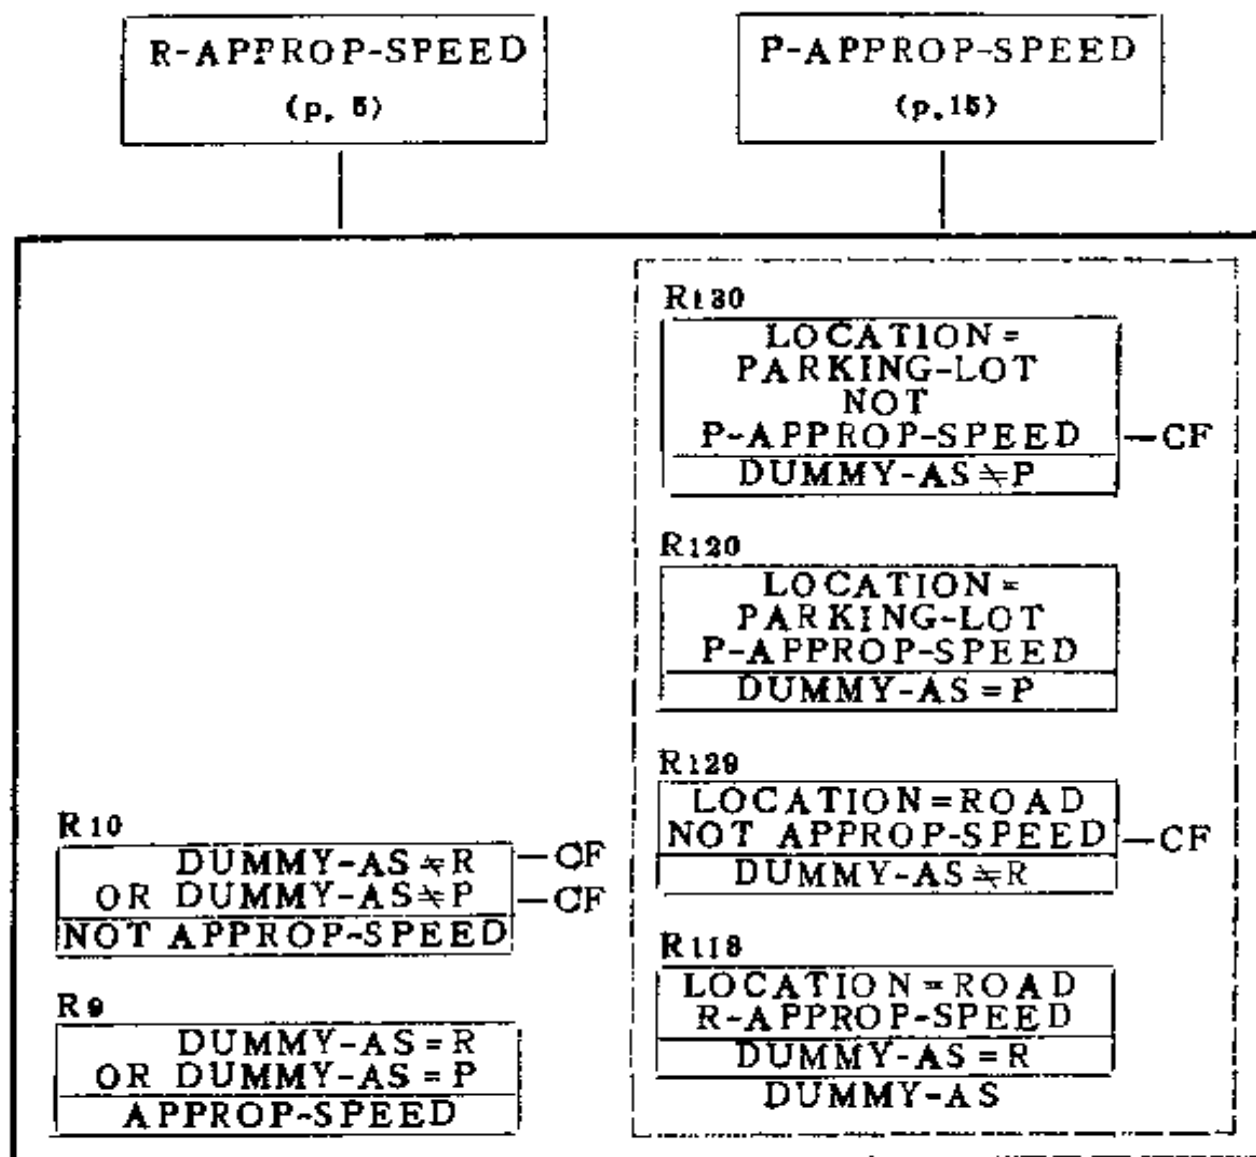 R-APPROP-SPEED
(p. 5)
P-APPROP-SPEED
(p.15)
R130
LOCATION=
PARKING-LOT
NOT
P-APPROP-SPEED —CF
DUMMY-AS≒P
R120
LOCATION=
PARKING-LOT
P-APPROP-SPEED
DUMMY-AS=P
R129
LOCATION=ROAD
NOT APPROP-SPEED —CF
DUMMY-AS≒R
R118
LOCATION=ROAD
R-APPROP-SPEED
DUMMY-AS=R
DUMMY-AS
R10
DUMMY-AS≒R —CF
OR DUMMY-AS≒P —CF
NOT APPROP-SPEED
R9
DUMMY-AS=R
OR DUMMY-AS=P
APPROP-SPEED